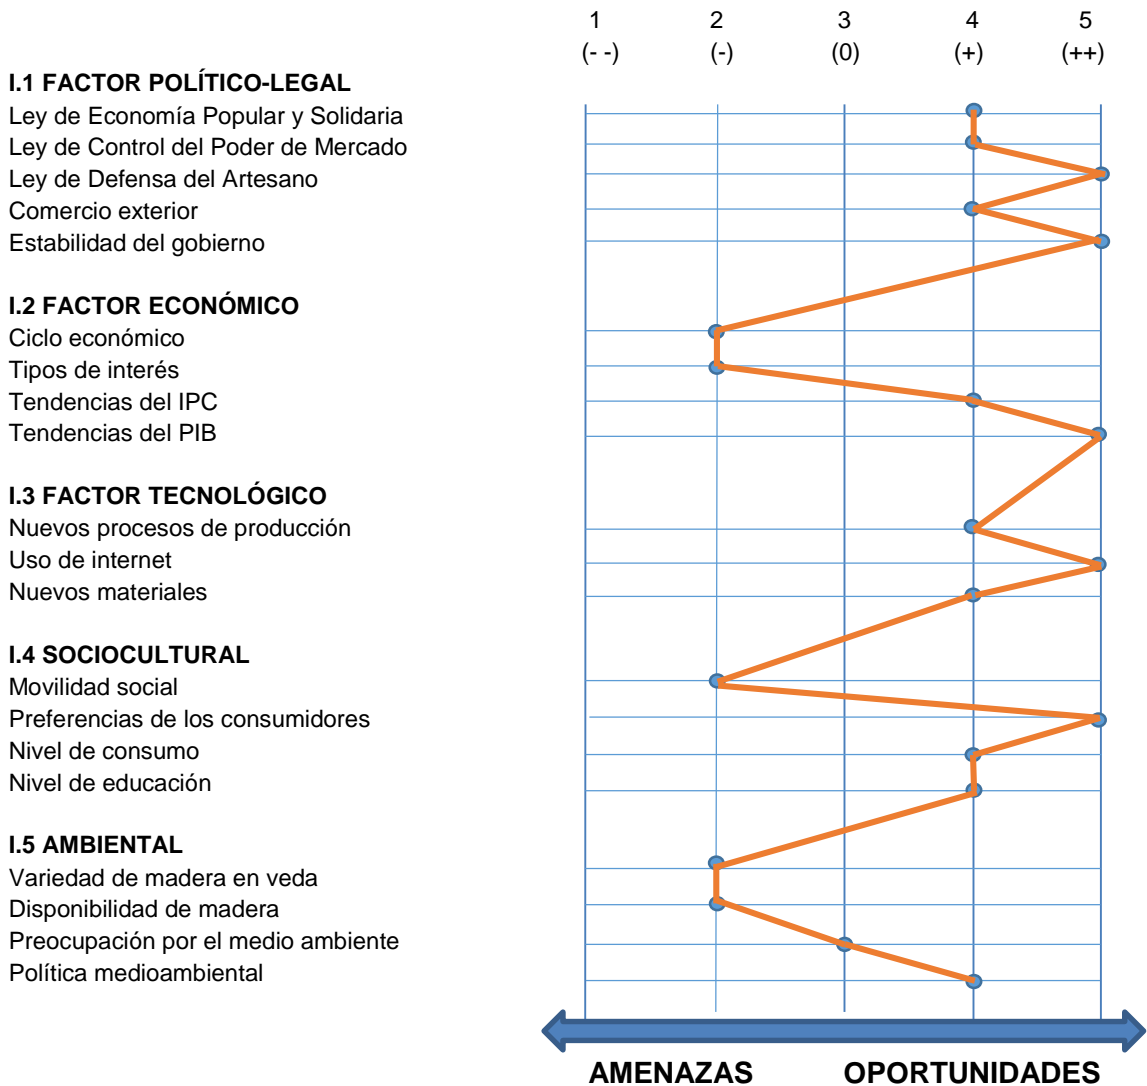 1 2 3 4 5
(- -) (-) (0) (+) (++)
I.1 FACTOR POLÍTICO-LEGAL
Ley de Economía Popular y Solidaria
Ley de Control del Poder de Mercado
Ley de Defensa del Artesano
Comercio exterior
Estabilidad del gobierno
I.2 FACTOR ECONÓMICO
Ciclo económico
Tipos de interés
Tendencias del IPC
Tendencias del PIB
I.3 FACTOR TECNOLÓGICO
Nuevos procesos de producción
Uso de internet
Nuevos materiales
I.4 SOCIOCULTURAL
Movilidad social
Preferencias de los consumidores
Nivel de consumo
Nivel de educación
I.5 AMBIENTAL
Variedad de madera en veda
Disponibilidad de madera
Preocupación por el medio ambiente
Política medioambiental
AMENAZAS OPORTUNIDADES